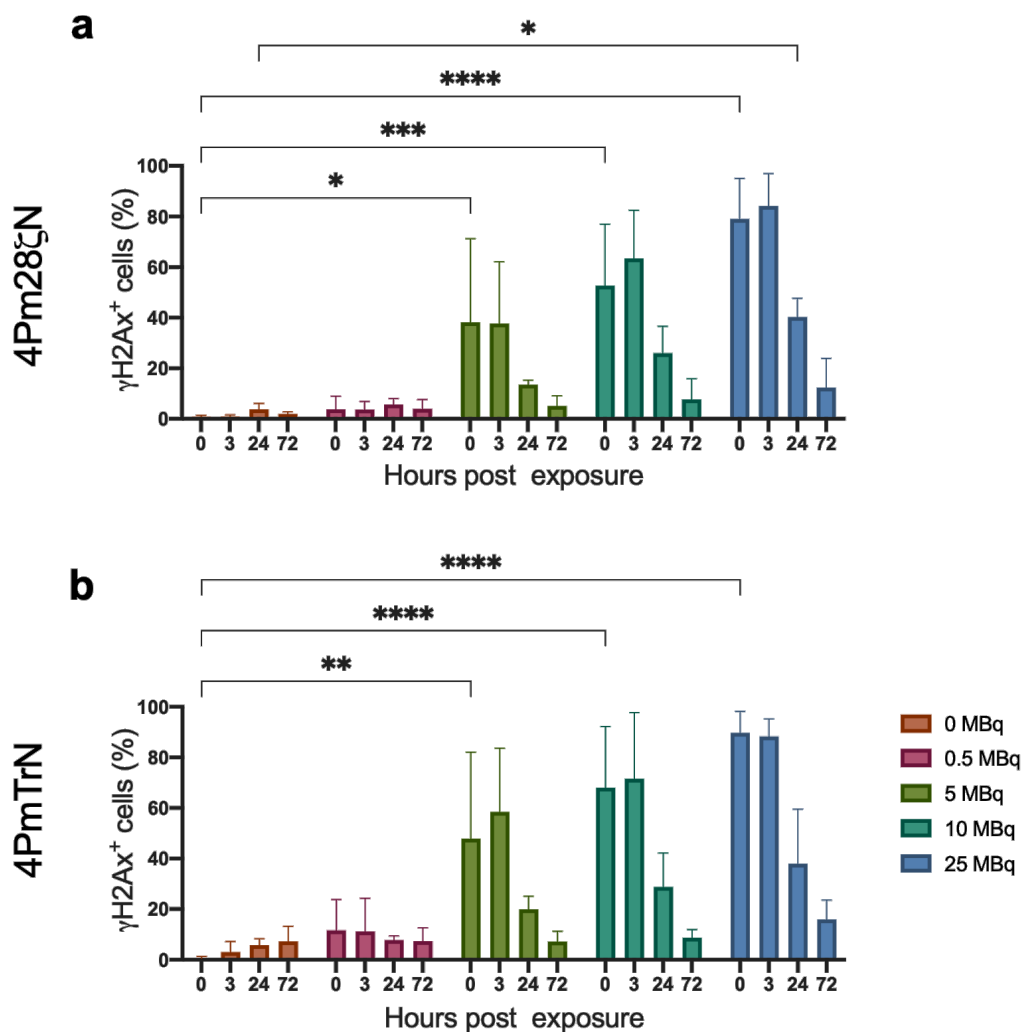 a
*
****
***
*
4Pm28ζN
γH2Ax⁺ cells (%)
100
80
60
40
20
0
0 3 24 72 0 3 24 72 0 3 24 72 0 3 24 72 0 3 24 72
Hours post exposure
b
****
****
**
4PmTrN
γH2Ax⁺ cells (%)
100
80
60
40
20
0
0 3 24 72 0 3 24 72 0 3 24 72 0 3 24 72 0 3 24 72
Hours post exposure
0 MBq
0.5 MBq
5 MBq
10 MBq
25 MBq